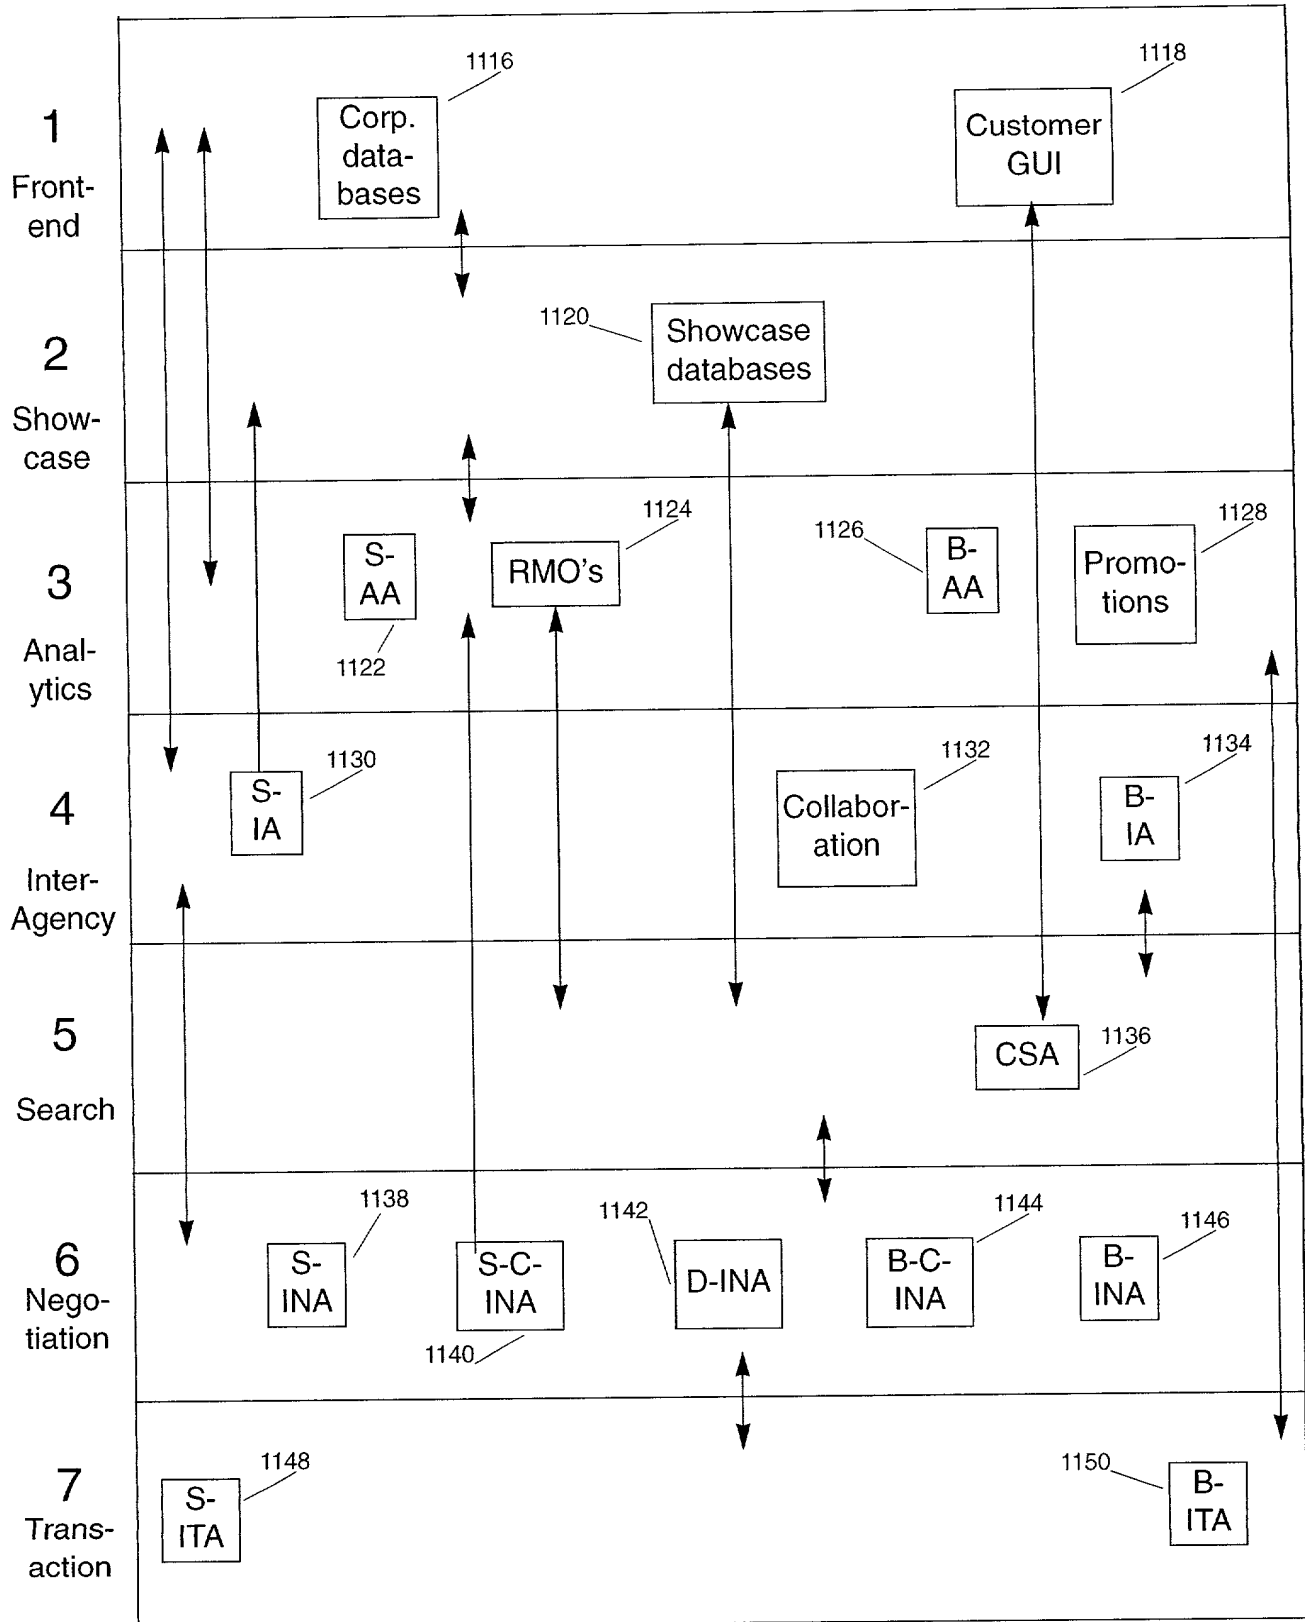 1116
1118
1
Front-
end
Corp.
data-
bases
Customer
GUI
1120
2
Show-
case
Showcase
databases
1124
1126
1128
3
Anal-
ytics
S-
AA
RMO's
B-
AA
Promo-
tions
1122
1130
1132
1134
4
Inter-
Agency
S-
IA
Collabor-
ation
B-
IA
5
Search
CSA
1136
1138
1142
1144
1146
6
Nego-
tiation
S-
INA
S-C-
INA
D-INA
B-C-
INA
B-
INA
1140
1148
1150
7
Trans-
action
S-
ITA
B-
ITA